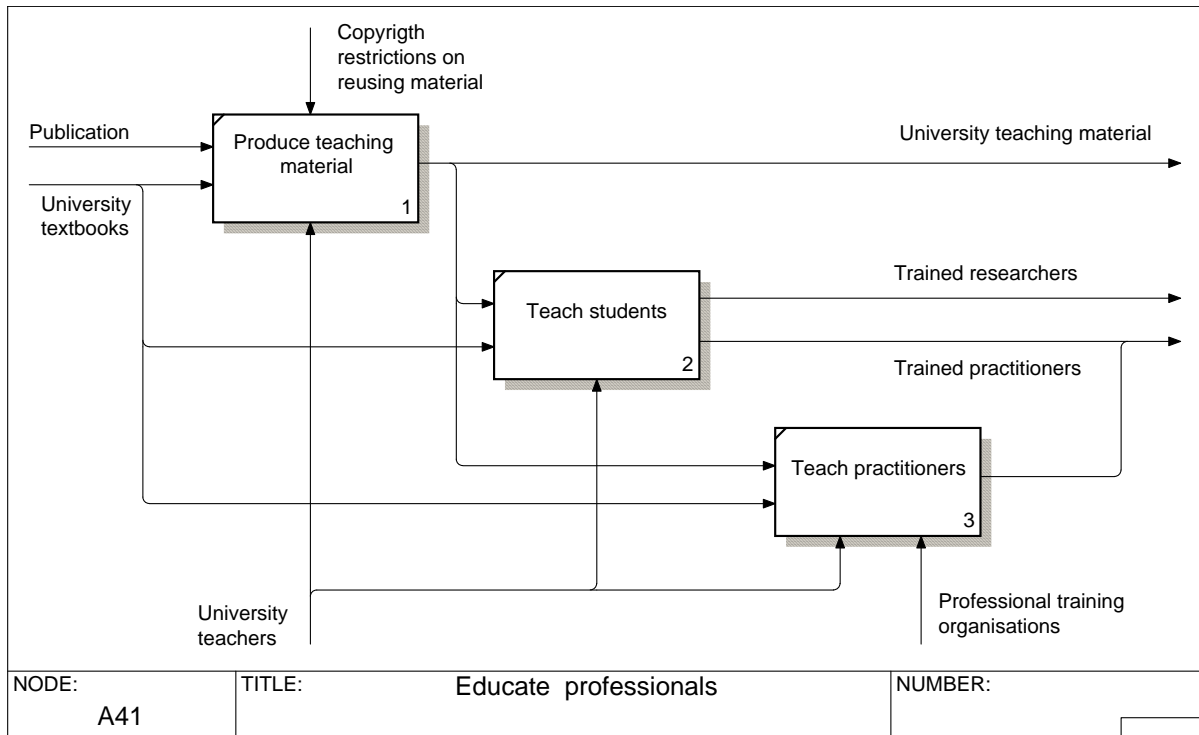 Copyrigth
restrictions on
reusing material
Publication
Produce teaching
material
1
University teaching material
University
textbooks
Trained researchers
Teach students
2
Trained practitioners
Teach practitioners
3
University
teachers
Professional training
organisations
NODE:
A41
TITLE:
Educate professionals
NUMBER: